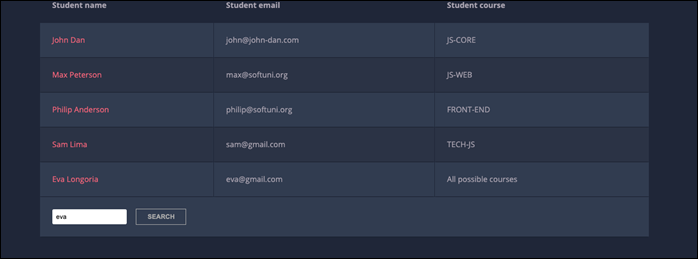 Student name Student email Student course
John Dan john@john-dan.com JS-CORE
Max Peterson max@softuni.org JS-WEB
Philip Anderson philip@softuni.org FRONT-END
Sam Lima sam@gmail.com TECH-JS
Eva Longoria eva@gmail.com All possible courses
eva SEARCH